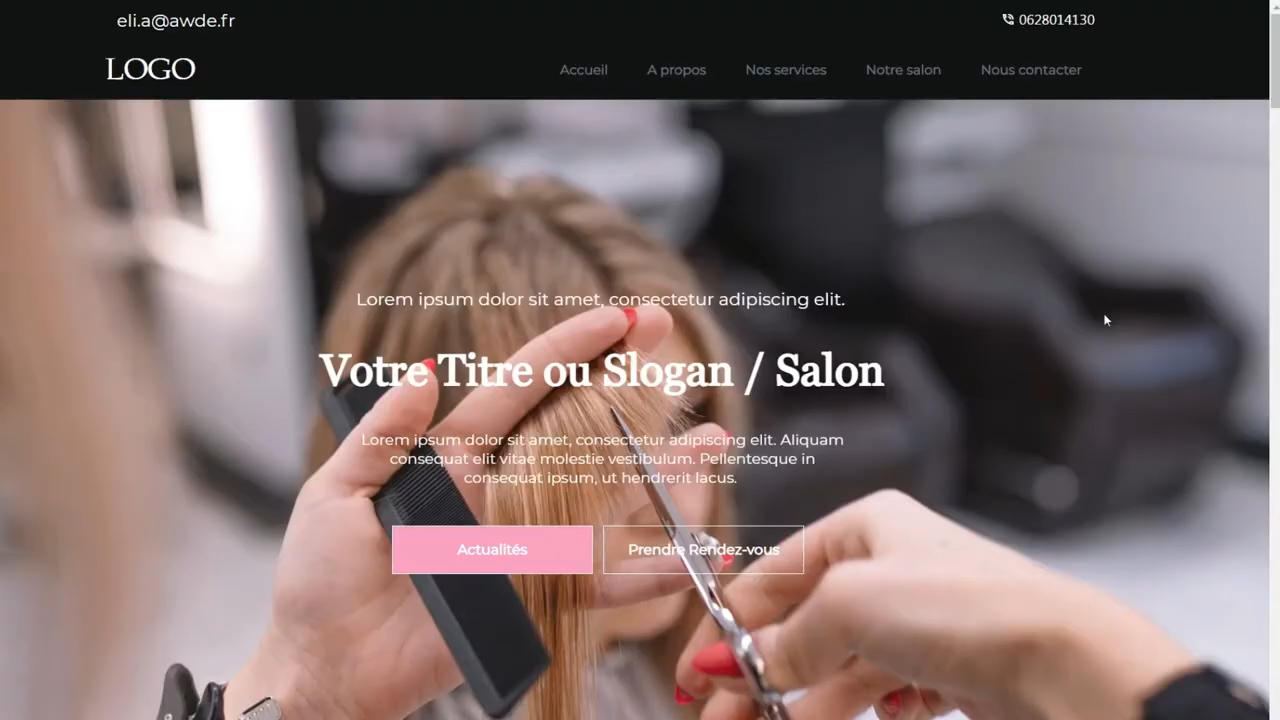 eli.a@awde.fr
0628014130
LOGO
Accueil
A propos
Nos services
Notre salon
Nous contacter
Lorem ipsum dolor sit amet, consectetur adipiscing elit.
Votre Titre ou Slogan / Salon
Lorem ipsum dolor sit amet, consectetur adipiscing elit. Aliquam
consequat elit vitae molestie vestibulum. Pellentesque in
consequat ipsum, ut hendrerit lacus.
Actualités
Prendre Rendez-vous